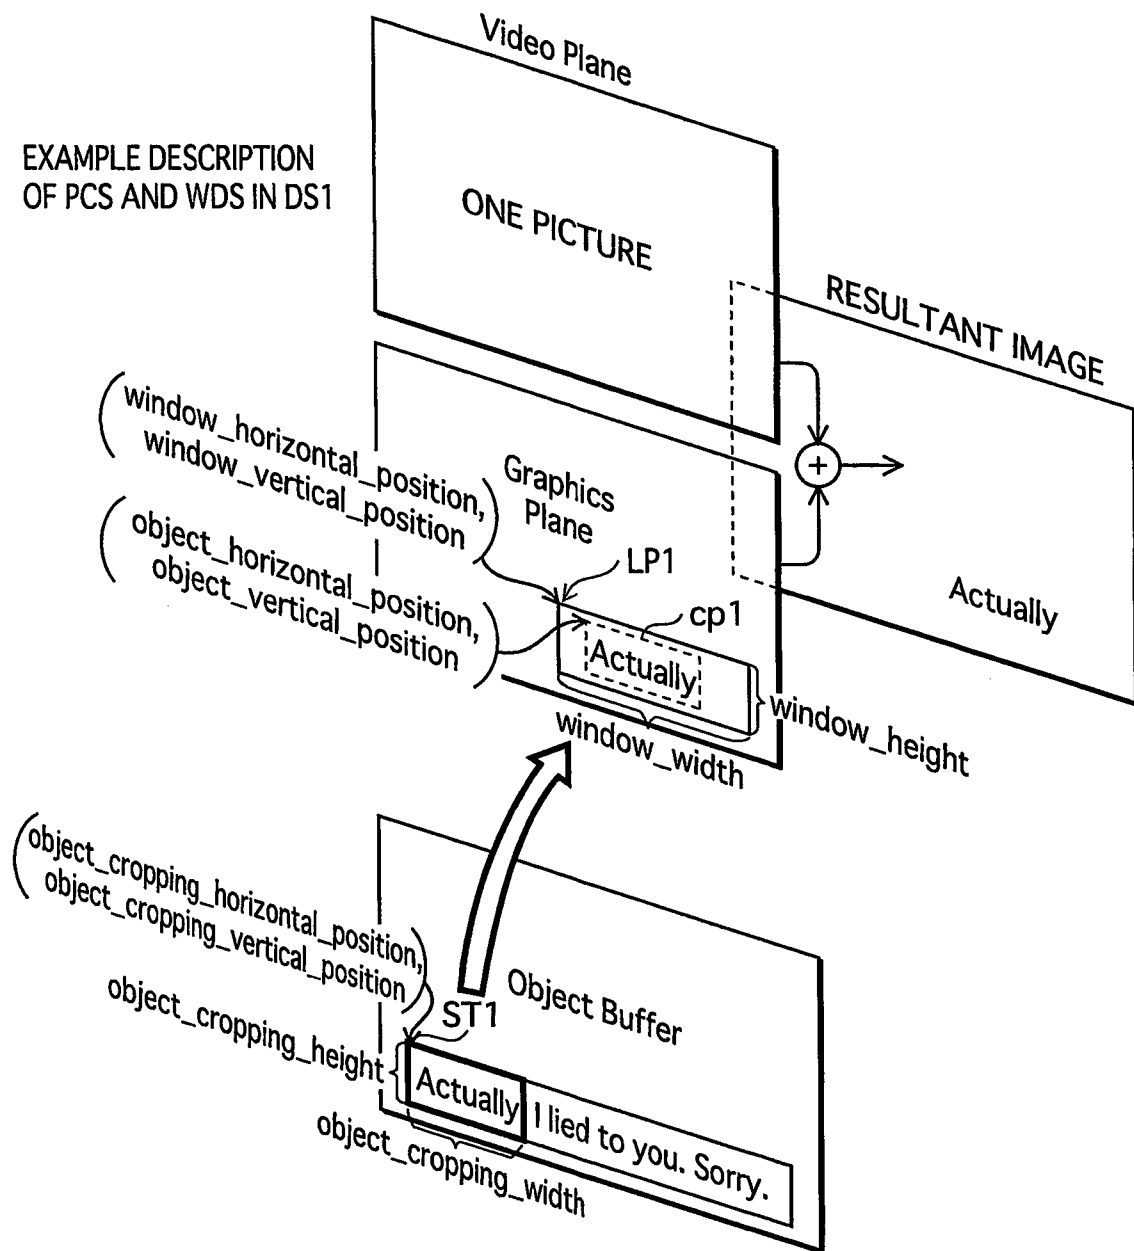 Video Plane
EXAMPLE DESCRIPTION
OF PCS AND WDS IN DS1
ONE PICTURE
RESULTANT IMAGE
(window_horizontal_position,
window_vertical_position)
Graphics
Plane
+
(object_horizontal_position,
object_vertical_position)
LP1
cp1
Actually
Actually
window_height
window_width
(object_cropping_horizontal_position,
object_cropping_vertical_position)
Object Buffer
object_cropping_height
ST1
Actually I lied to you. Sorry.
object_cropping_width